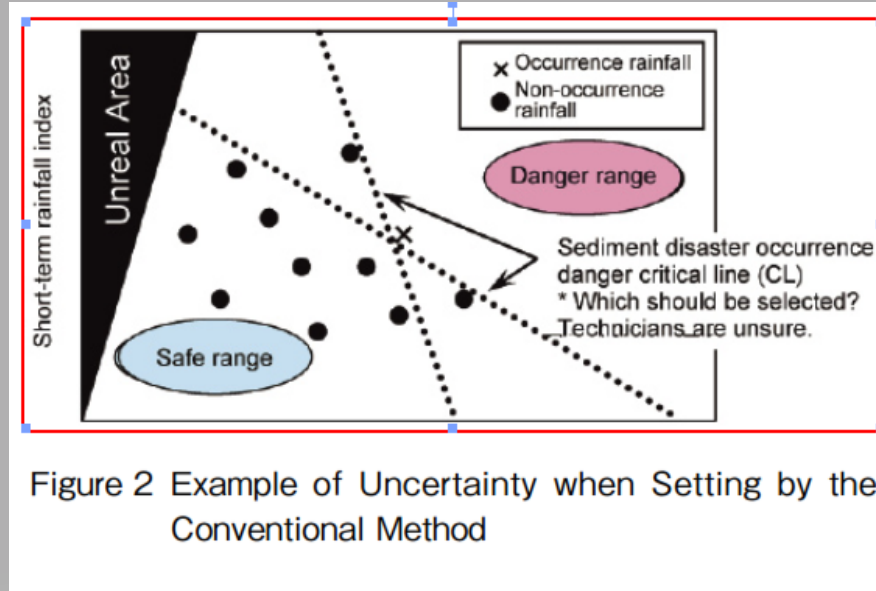 Short-term rainfall index
Unreal Area
Occurrence rainfall
Non-occurrence
rainfall
Danger range
Sediment disaster occurrence
danger critical line (CL)
* Which should be selected?
Technicians are unsure.
Safe range
Figure 2 Example of Uncertainty when Setting by the
Conventional Method